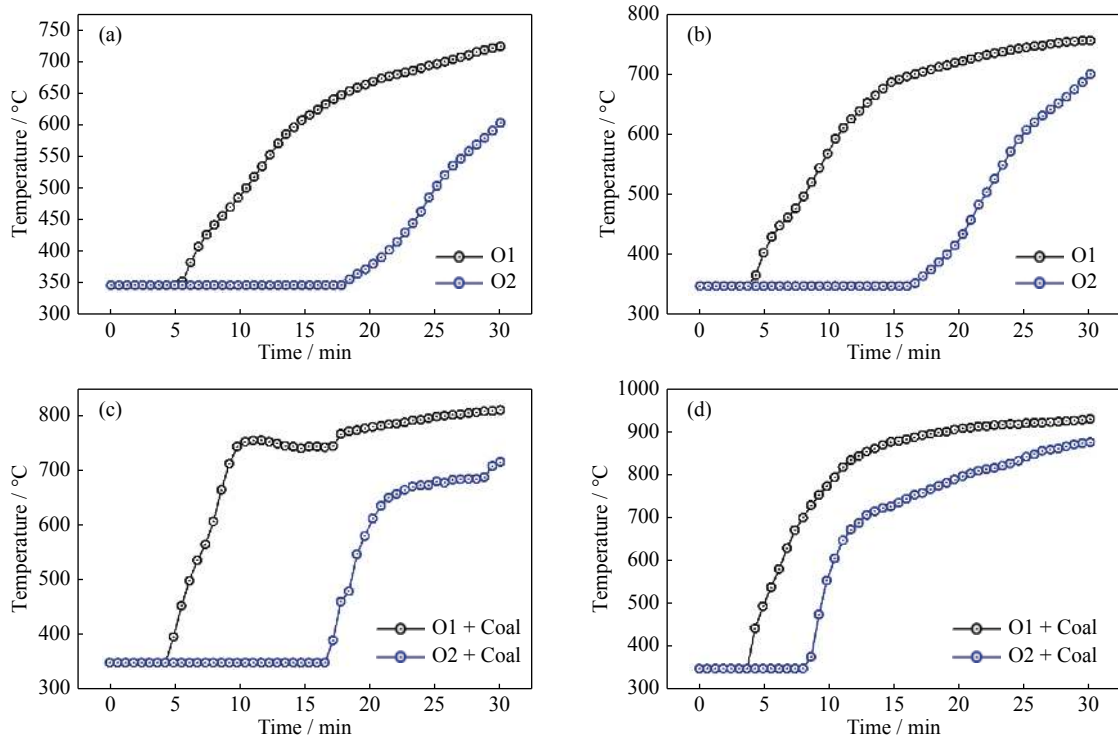 (a)
750
700
650
600
550
500
450
400
350
300
Temperature / °C
0 5 10 15 20 25 30
Time / min
O1
O2
(b)
800
700
600
500
400
300
Temperature / °C
0 5 10 15 20 25 30
Time / min
O1
O2
(c)
800
700
600
500
400
300
Temperature / °C
0 5 10 15 20 25 30
Time / min
O1 + Coal
O2 + Coal
(d)
1000
900
800
700
600
500
400
300
Temperature / °C
0 5 10 15 20 25 30
Time / min
O1 + Coal
O2 + Coal